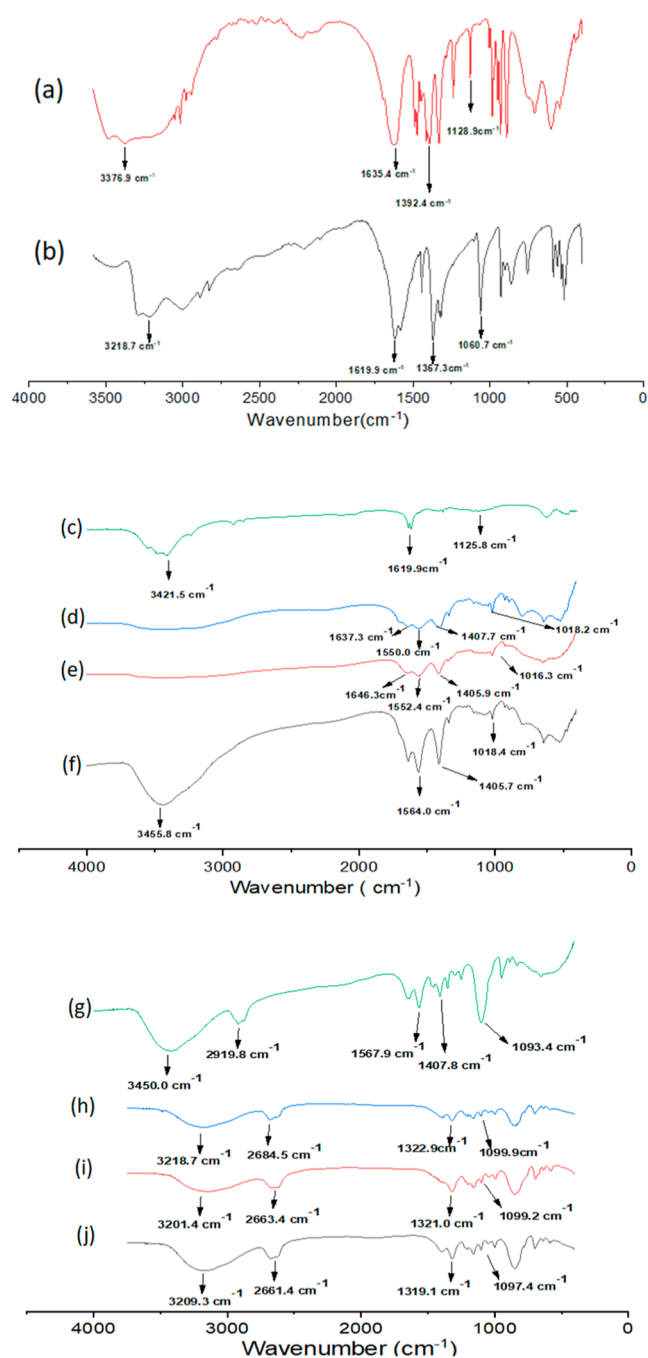 (a)
3376.9 cm⁻¹
1635.4 cm⁻¹
1392.4 cm⁻¹
1128.9cm⁻¹
(b)
3218.7 cm⁻¹
1619.9 cm⁻¹
1367.3cm⁻¹
1060.7 cm⁻¹
4000 3500 3000 2500 2000 1500 1000 500 0
Wavenumber(cm⁻¹)
(c)
3421.5 cm⁻¹
1619.9cm⁻¹
1125.8 cm⁻¹
(d)
1637.3 cm⁻¹
1550.0 cm⁻¹
1407.7 cm⁻¹
1018.2 cm⁻¹
(e)
1646.3cm⁻¹
1552.4 cm⁻¹
1405.9 cm⁻¹
1016.3 cm⁻¹
(f)
3455.8 cm⁻¹
1564.0 cm⁻¹
1405.7 cm⁻¹
1018.4 cm⁻¹
4000 3000 2000 1000 0
Wavenumber ( cm⁻¹)
(g)
3450.0 cm⁻¹
2919.8 cm⁻¹
1567.9 cm⁻¹
1407.8 cm⁻¹
1093.4 cm⁻¹
(h)
3218.7 cm⁻¹
2684.5 cm⁻¹
1322.9cm⁻¹
1099.9cm⁻¹
(i)
3201.4 cm⁻¹
2663.4 cm⁻¹
1321.0 cm⁻¹
1099.2 cm⁻¹
(j)
3209.3 cm⁻¹
2661.4 cm⁻¹
1319.1 cm⁻¹
1097.4 cm⁻¹
4000 3000 2000 1000 0
Wavenumber (cm⁻¹)